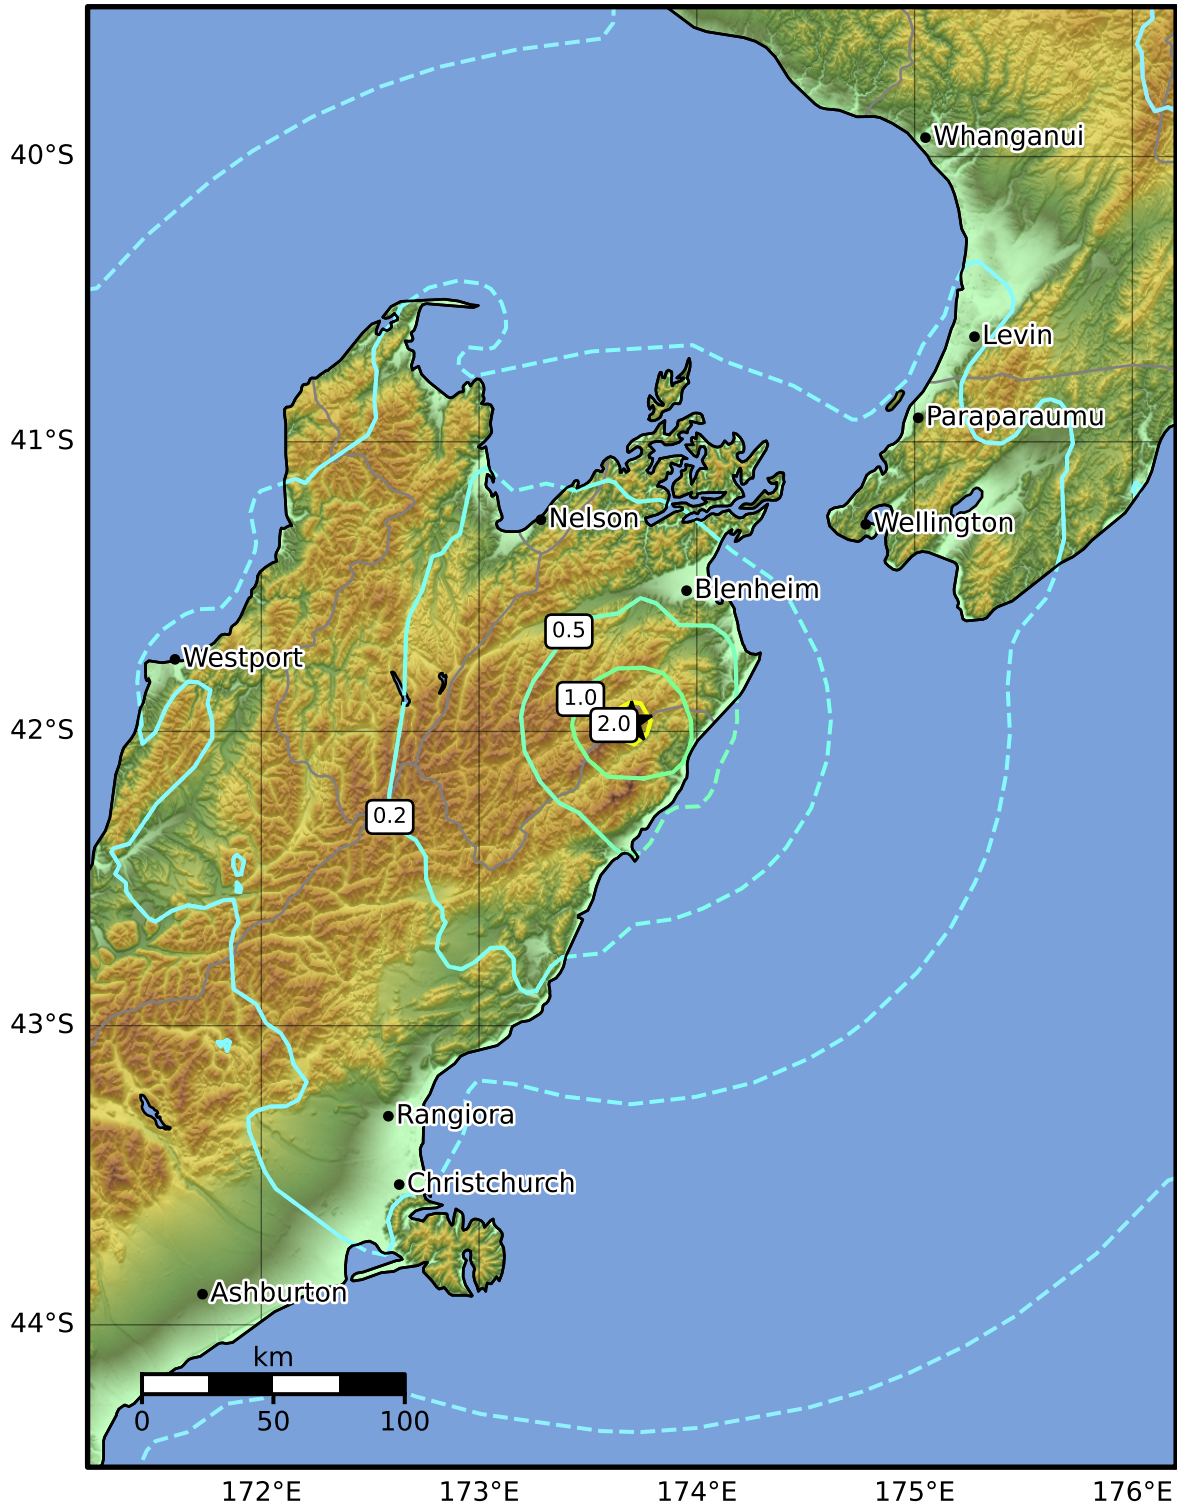 Whanganui
40°S
Levin
Paraparaumu
41°S
Nelson
Wellington
Blenheim
0.5
Westport
1.0
2.0
42°S
0.2
43°S
Rangiora
Christchurch
Ashburton
44°S
km
0 50 100
172°E 173°E 174°E 175°E 176°E